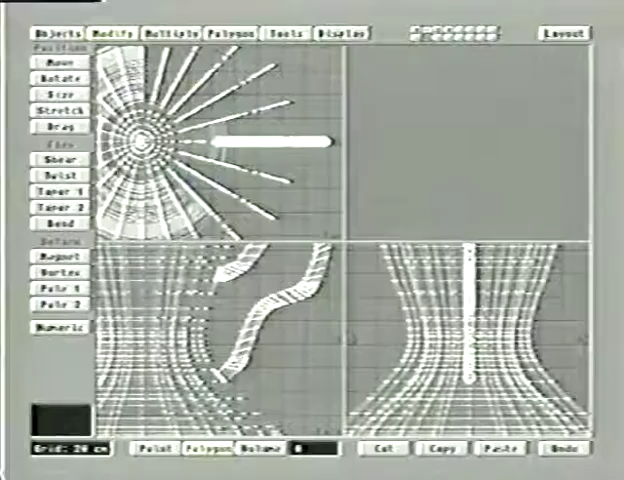 Objects Modify Multiply Polygon Tools Display Layout
Position
Move
Rotate
Size
Stretch
Drag
Shear
Twist
Taper 1
Taper 2
Bend
Deform
Magnet
Vortex
Pole 1
Pole 2
Numeric
Grid: 20 cm Point Polygon Volume 0 Cut Copy Paste Undo